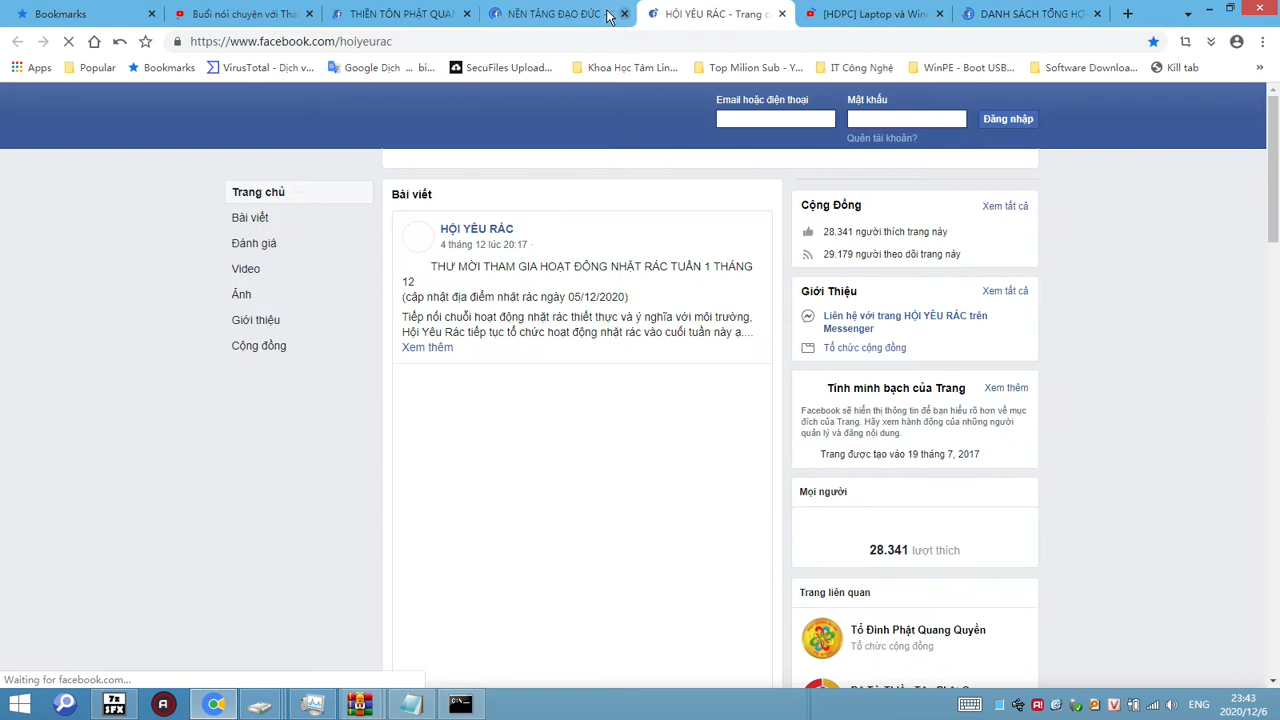 Bookmarks
Buổi nói chuyện với Tha
THIỀN TÔN PHẬT QUAN
NỀN TẢNG ĐẠO ĐỨC
HỘI YÊU RÁC - Trang c
[HDPC] Laptop và Win
DANH SÁCH TỔNG HỢ
https://www.facebook.com/hoiyeurac
Apps
Popular
Bookmarks
VirusTotal - Dịch v...
Google Dịch ... bi...
SecuFiles Upload...
Khoa Học Tâm Lin...
Top Milion Sub - Y...
IT Công Nghệ
WinPE - Boot USB...
Software Downloa...
Kill tab
»
Email hoặc điện thoại
Mật khẩu
Đăng nhập
Quên tài khoản?
Trang chủ
Bài viết
Đánh giá
Video
Ảnh
Giới thiệu
Cộng đồng
Bài viết
HỘI YÊU RÁC
4 tháng 12 lúc 20:17 ·
THƯ MỜI THAM GIA HOẠT ĐỘNG NHẶT RÁC TUẦN 1 THÁNG
12
(cập nhật địa điểm nhặt rác ngày 05/12/2020)
Tiếp nối chuỗi hoạt động nhặt rác thiết thực và ý nghĩa với môi trường,
Hội Yêu Rác tiếp tục tổ chức hoạt động nhặt rác vào cuối tuần này ạ....
Xem thêm
Cộng Đồng
Xem tất cả
28.341 người thích trang này
29.179 người theo dõi trang này
Giới Thiệu
Xem tất cả
Liên hệ với trang HỘI YÊU RÁC trên
Messenger
Tổ chức cộng đồng
Tính minh bạch của Trang
Xem thêm
Facebook sẽ hiển thị thông tin để bạn hiểu rõ hơn về mục
đích của Trang. Hãy xem hành động của những người
quản lý và đăng nội dung.
Trang được tạo vào 19 tháng 7, 2017
Mọi người
28.341 lượt thích
Trang liên quan
Tổ Đình Phật Quang Quyền
Tổ chức cộng đồng
Waiting for facebook.com...
7z
SFX
ENG
23:43
2020/12/6